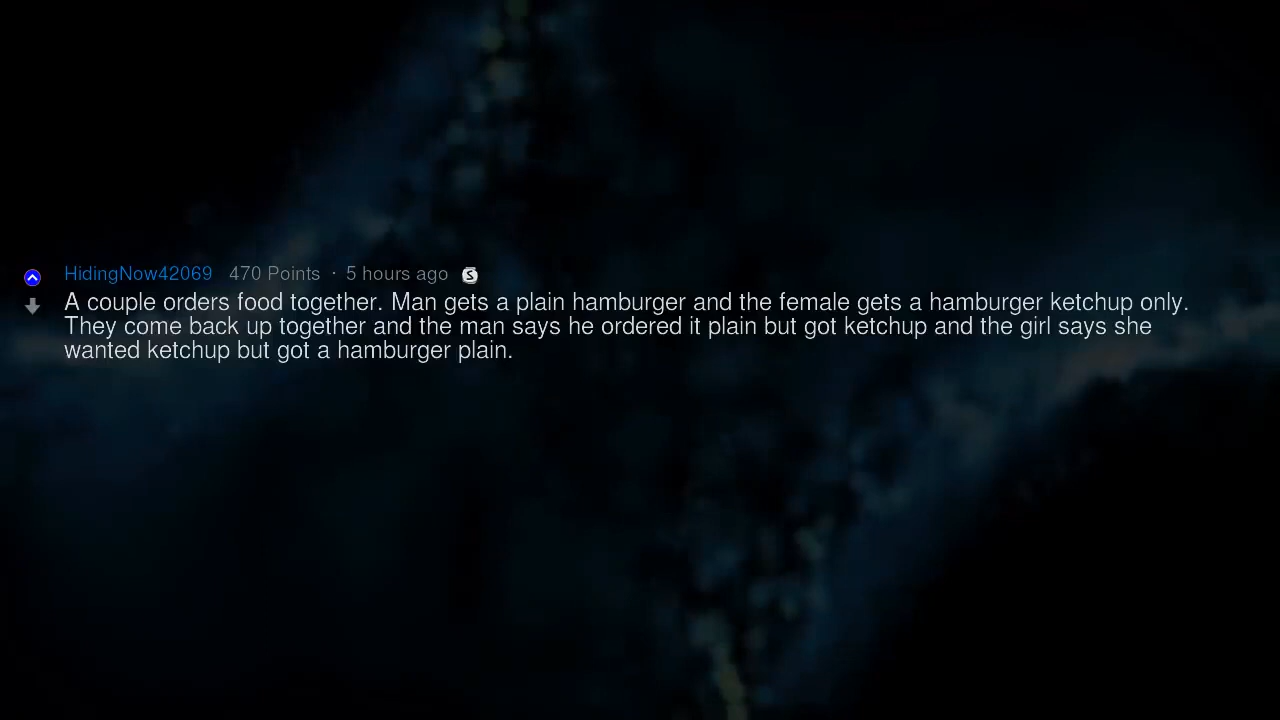 HidingNow42069 470 Points · 5 hours ago S
A couple orders food together. Man gets a plain hamburger and the female gets a hamburger ketchup only.
They come back up together and the man says he ordered it plain but got ketchup and the girl says she
wanted ketchup but got a hamburger plain.